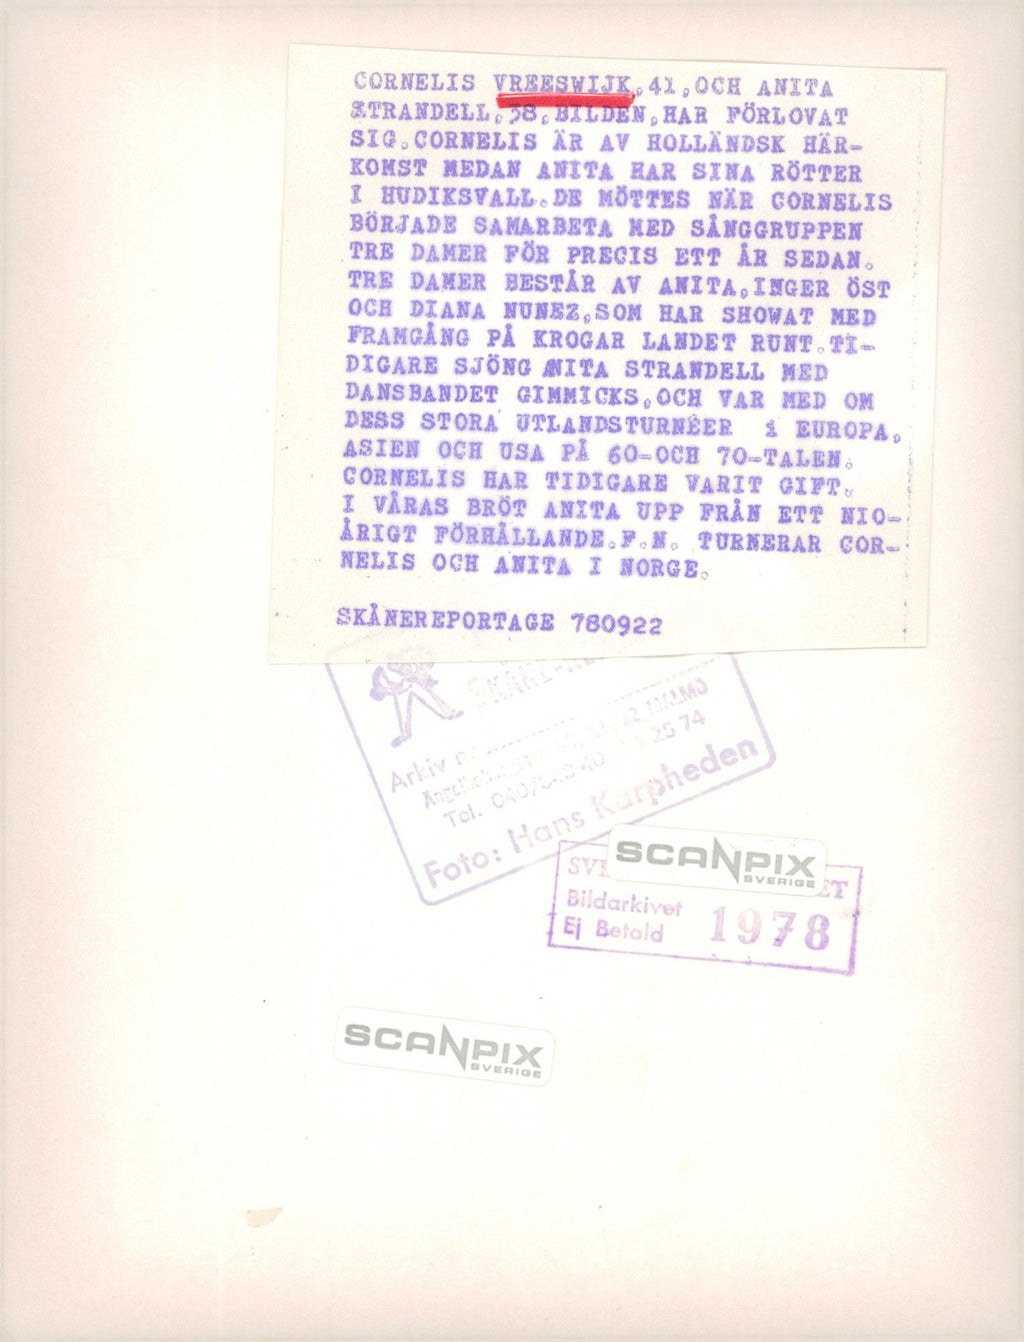 CORNELIS VREESWIJK,41,OCH ANITA
STRANDELL,38,BILDEN,HAR FÖRLOVAT
SIG.CORNELIS ÄR AV HOLLÄNDSK HÄR-
KOMST MEDAN ANITA HAR SINA RÖTTER
I HUDIKSVALL.DE MÖTTES NÄR CORNELIS
BÖRJADE SAMARBETA MED SÅNGGRUPPEN
TRE DAMER FÖR PRECIS ETT ÅR SEDAN.
TRE DAMER BESTÅR AV ANITA,INGER ÖST
OCH DIANA NUNEZ,SOM HAR SHOWAT MED
FRAMGÅNG PÅ KROGAR LANDET RUNT.TI-
DIGARE SJÖNG ANITA STRANDELL MED
DANSBANDET GIMMICKS,OCH VAR MED OM
DESS STORA UTLANDSTURNÉER i EUROPA,
ASIEN OCH USA PÅ 60-OCH 70-TALEN.
CORNELIS HAR TIDIGARE VARIT GIFT.
I VÅRAS BRÖT ANITA UPP FRÅN ETT NIO-
ÅRIGT FÖRHÅLLANDE.F.N. TURNERAR COR-
NELIS OCH ANITA I NORGE.
SKÅNEREPORTAGE 780922
Arkiv nr
MALMÖ
Tel. 040/ 25 74
Foto: Hans Karpheden
SCANPIX
SVERIGE
Bildarkivet
Ej Betald 1978
SCANPIX
SVERIGE